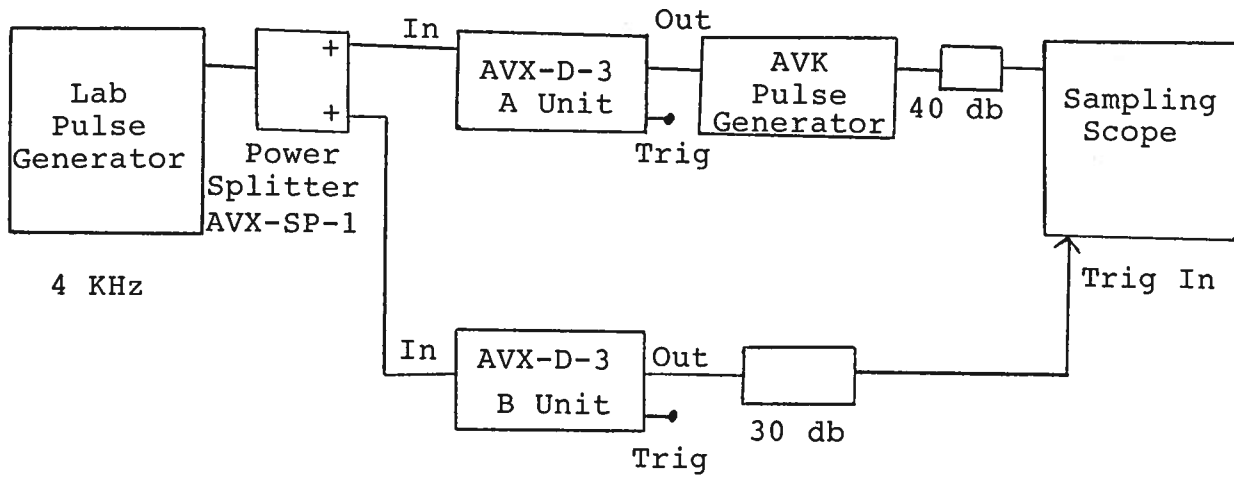 Lab
Pulse
Generator
4 KHz
+
+
Power
Splitter
AVX-SP-1
In
AVX-D-3
A Unit
Out
Trig
AVK
Pulse
Generator
40 db
Sampling
Scope
Trig In
In
AVX-D-3
B Unit
Out
Trig
30 db